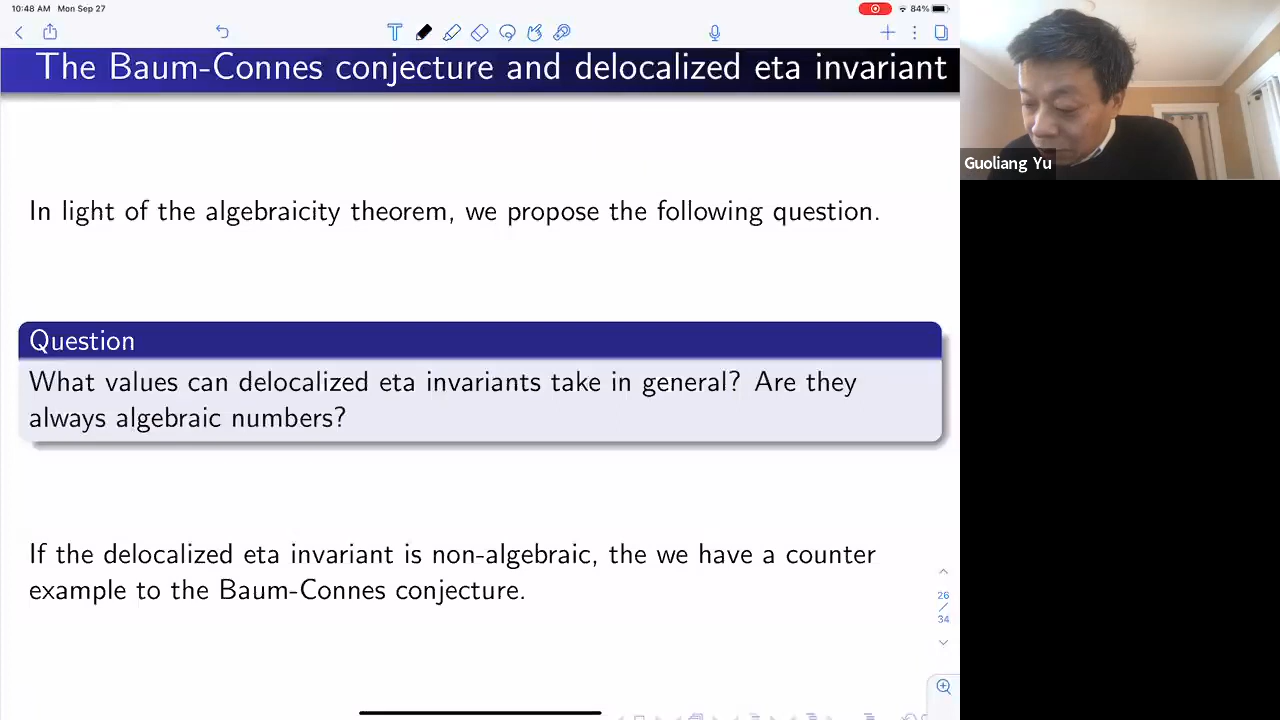 10:48 AM Mon Sep 27
84%
The Baum-Connes conjecture and delocalized eta invariant
Guoliang Yu
In light of the algebraicity theorem, we propose the following question.
Question
What values can delocalized eta invariants take in general? Are they
always algebraic numbers?
If the delocalized eta invariant is non-algebraic, the we have a counter
example to the Baum-Connes conjecture.
26
/
34